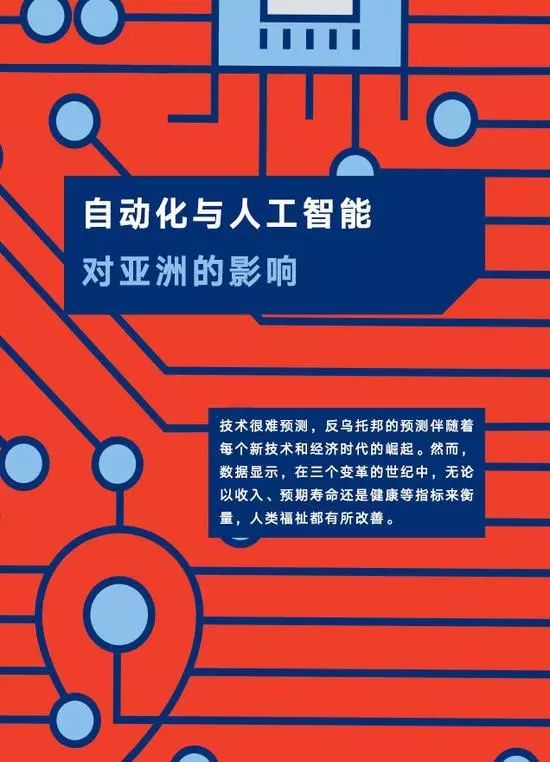 自动化与人工智能
对亚洲的影响
技术很难预测，反乌托邦的预测伴随着
每个新技术和经济时代的崛起。然而，
数据显示，在三个变革的世纪中，无论
以收入、预期寿命还是健康等指标来衡
量，人类福祉都有所改善。